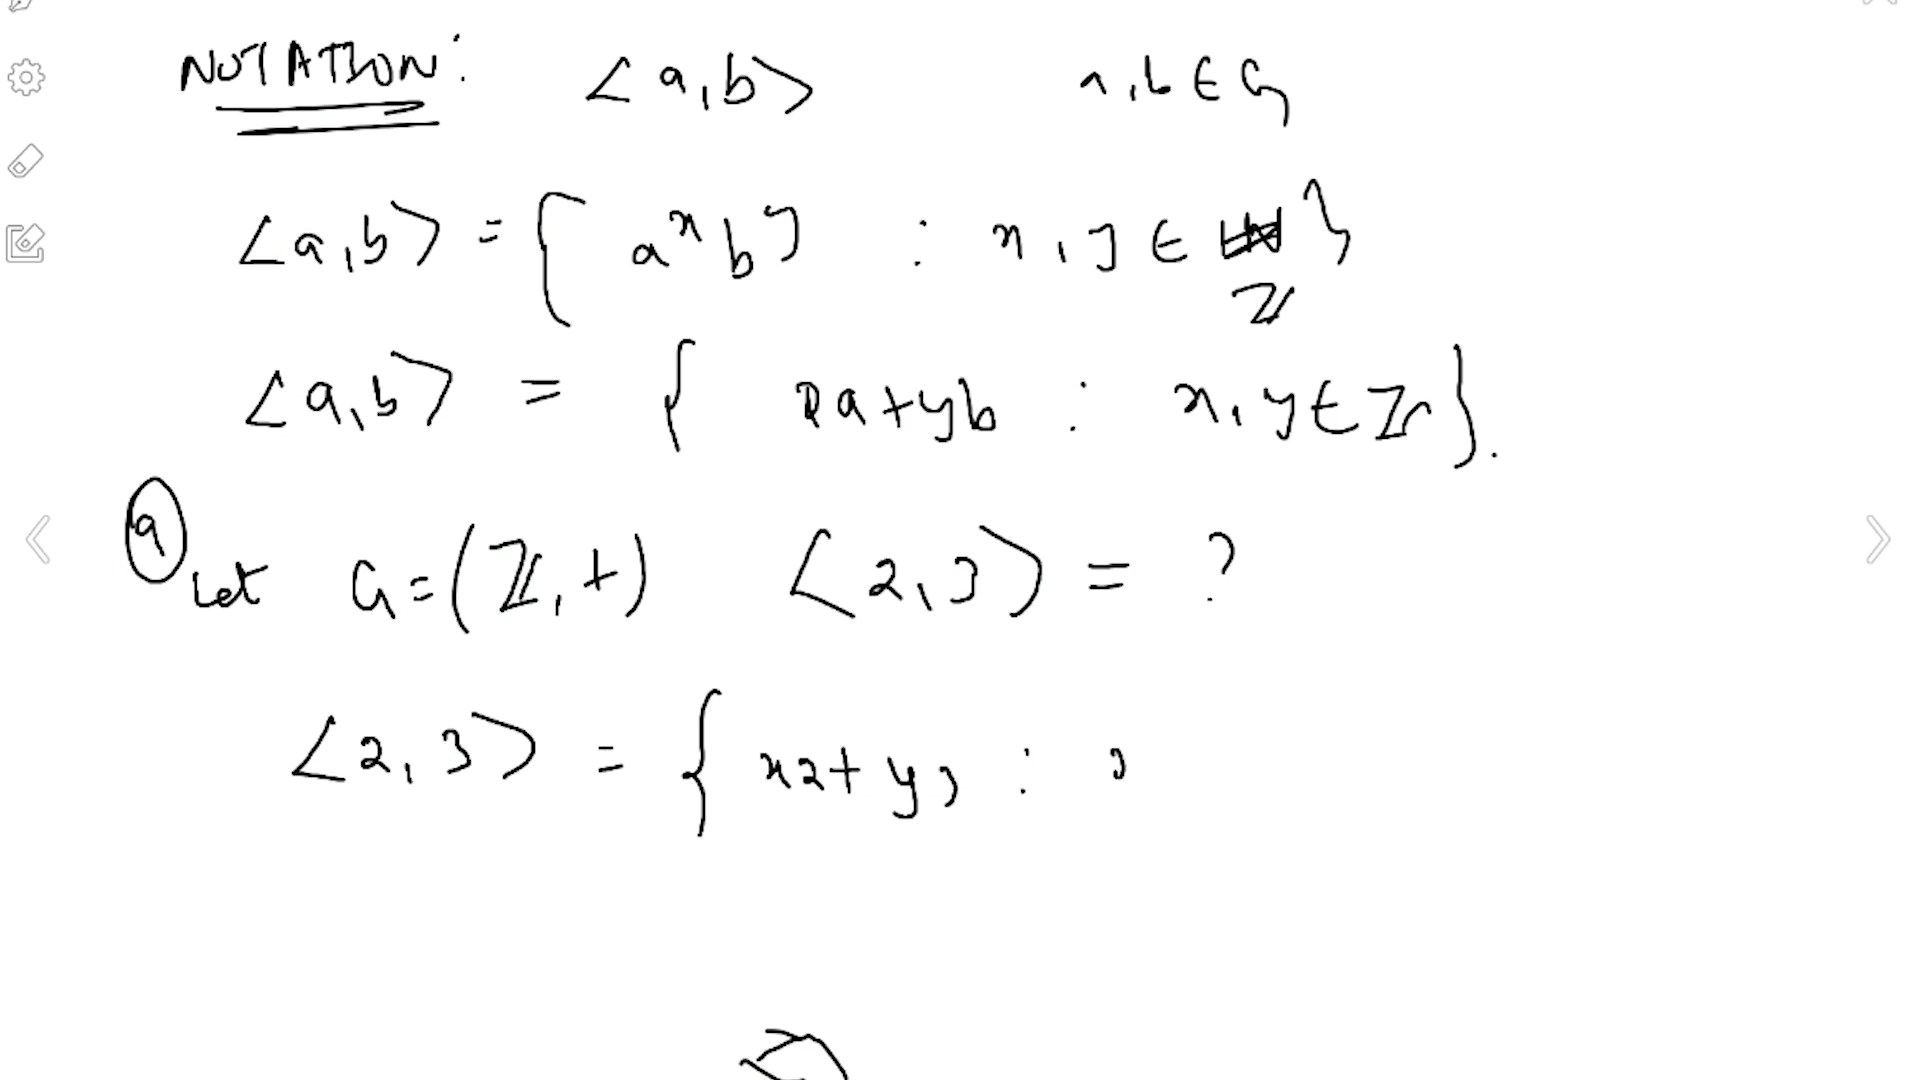 NOTATION: <a,b> a,b ∈ G
<a,b> = { a^x b^y : x,y ∈ ℤ }
<a,b> = { xa+yb : x,y ∈ ℤ }.
Q
Let G=(ℤ,+) <2,3> = ?
<2,3> = { x2+y3 :